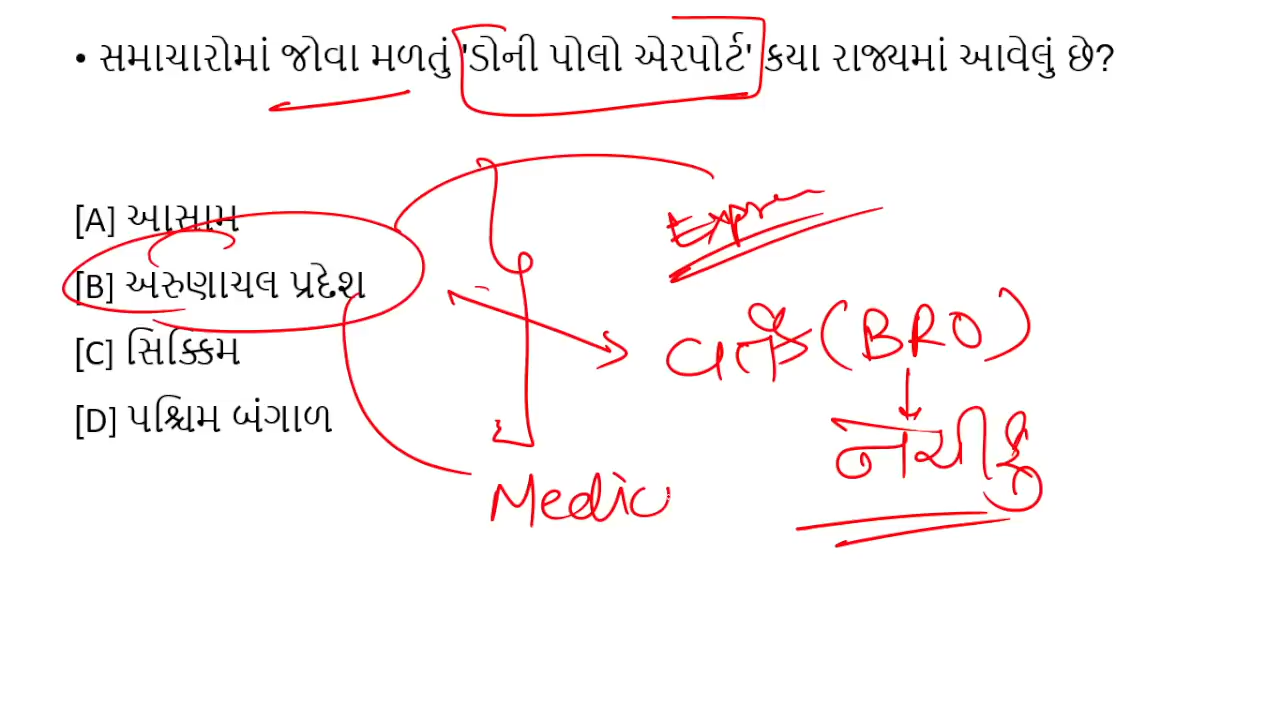 • સમાચારોમાં જોવા મળતું 'ડોની પોલો એરપોર્ટ' કયા રાજ્યમાં આવેલું છે?
[A] આસામ
[B] અરુણાચલ પ્રદેશ
[C] સિક્કિમ
[D] પશ્ચિમ બંગાળ
(BRO)
Medic